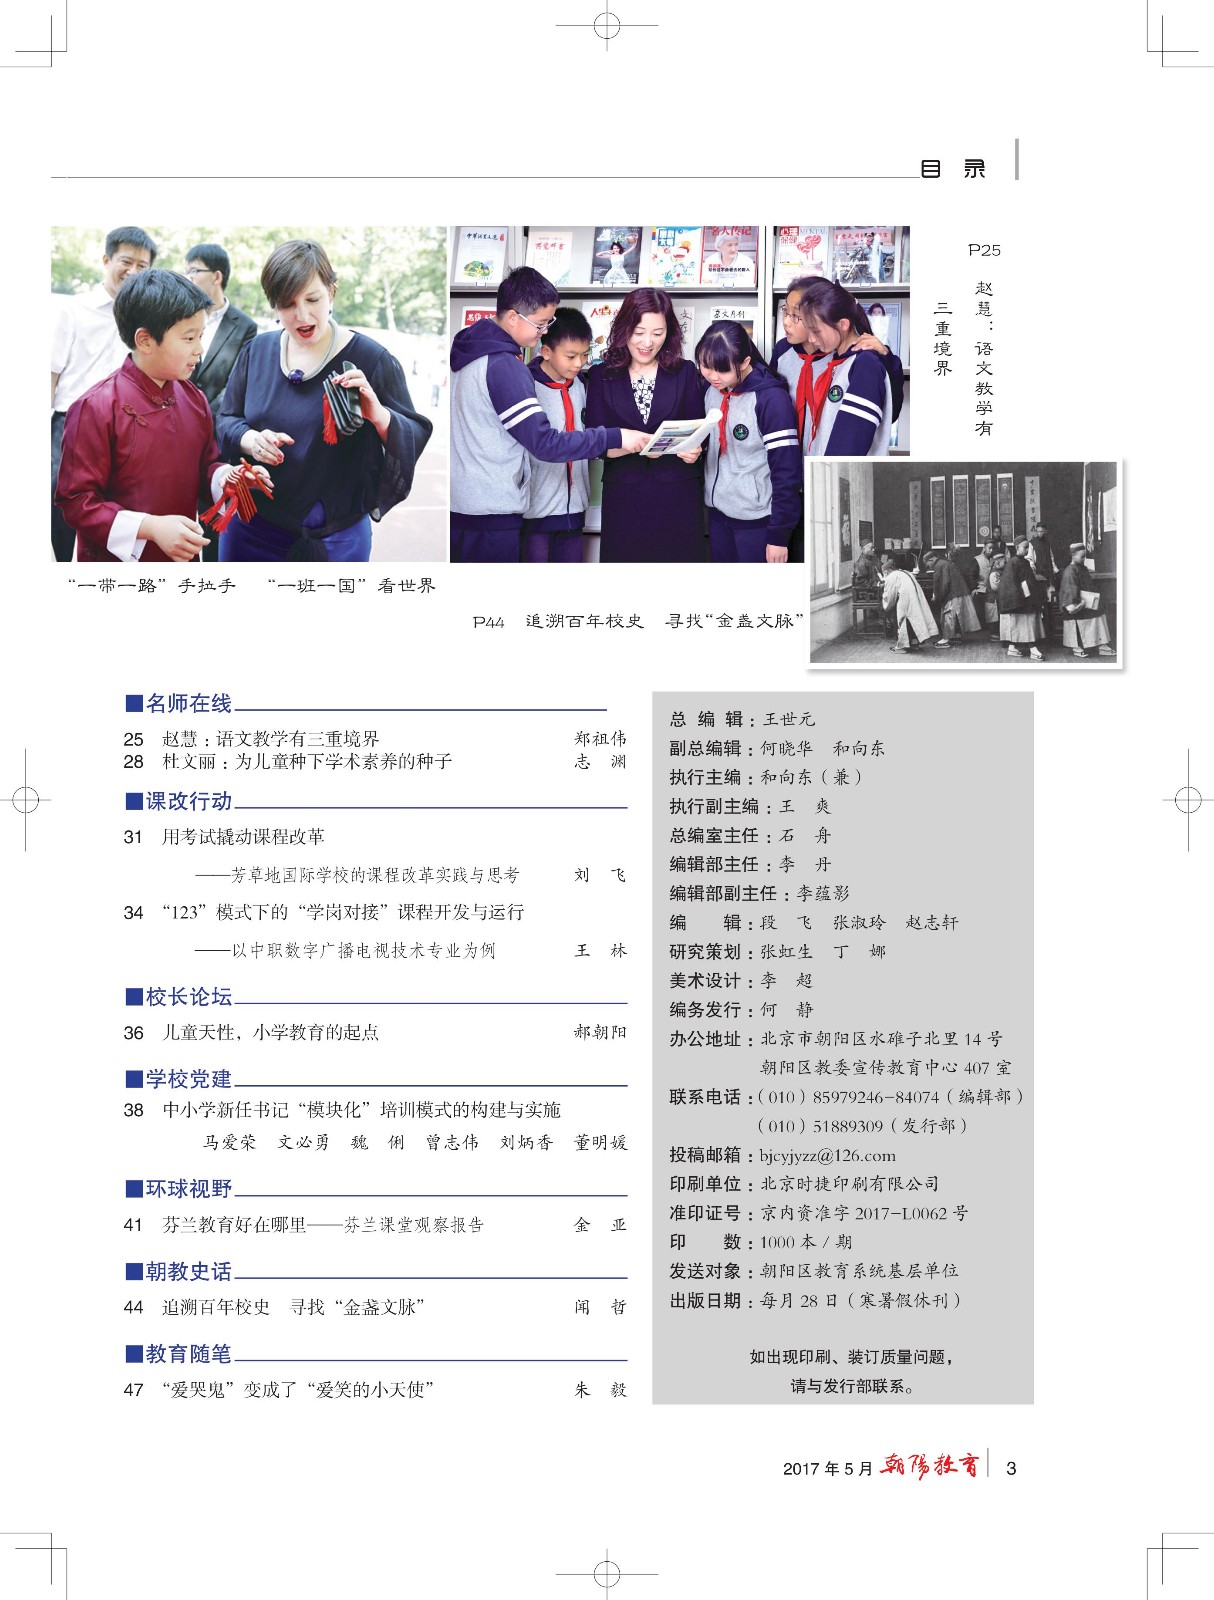 目 录
P25
赵慧：语文教学有
三重境界
“一带一路”手拉手 “一班一国”看世界
P44 追溯百年校史 寻找“金盏文脉”
■名师在线
25 赵慧：语文教学有三重境界 郑祖伟
28 杜文丽：为儿童种下学术素养的种子 志 渊
■课改行动
31 用考试撬动课程改革
——芳草地国际学校的课程改革实践与思考 刘 飞
34 “123”模式下的“学岗对接”课程开发与运行
——以中职数字广播电视技术专业为例 王 林
■校长论坛
36 儿童天性，小学教育的起点 郝朝阳
■学校党建
38 中小学新任书记“模块化”培训模式的构建与实施
马爱荣 文必勇 魏 俐 曾志伟 刘炳香 董明媛
■环球视野
41 芬兰教育好在哪里——芬兰课堂观察报告 金 亚
■朝教史话
44 追溯百年校史 寻找“金盏文脉” 闻 哲
■教育随笔
47 “爱哭鬼”变成了“爱笑的小天使” 朱 毅
总 编 辑：王世元
副总编辑：何晓华 和向东
执行主编：和向东（兼）
执行副主编：王 爽
总编室主任：石 舟
编辑部主任：李 丹
编辑部副主任：李蕴影
编 辑：段 飞 张淑玲 赵志轩
研究策划：张虹生 丁 娜
美术设计：李 超
编务发行：何 静
办公地址：北京市朝阳区水碓子北里 14 号
朝阳区教委宣传教育中心 407 室
联系电话：（010）85979246-84074（编辑部）
（010）51889309（发行部）
投稿邮箱：bjcyjyzz@126.com
印刷单位：北京时捷印刷有限公司
准印证号：京内资准字 2017-L0062 号
印 数：1000 本 / 期
发送对象：朝阳区教育系统基层单位
出版日期：每月 28 日（寒暑假休刊）
如出现印刷、装订质量问题，
请与发行部联系。
2017 年 5 月 朝陽教育 3